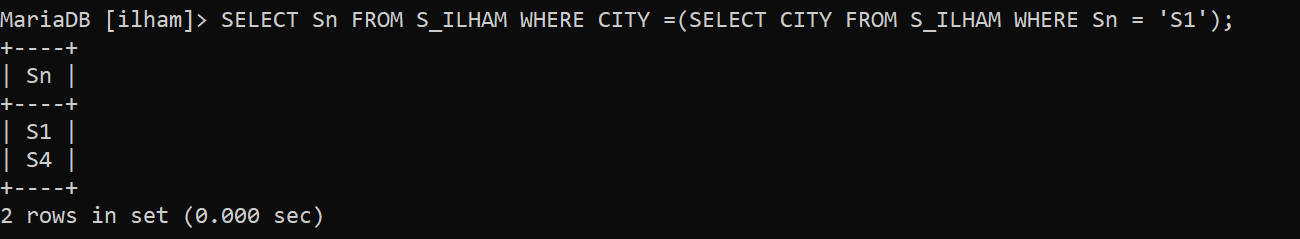 MariaDB [ilham]> SELECT Sn FROM S_ILHAM WHERE CITY =(SELECT CITY FROM S_ILHAM WHERE Sn = 'S1');
+----+
| Sn |
+----+
| S1 |
| S4 |
+----+
2 rows in set (0.000 sec)